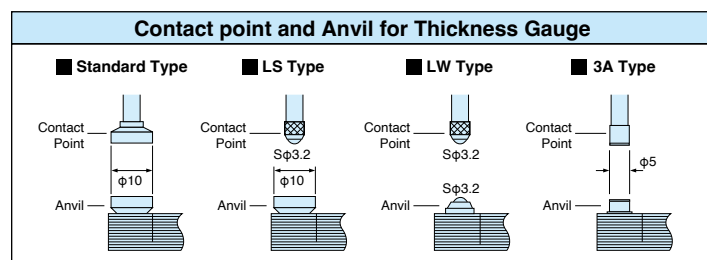 Contact point and Anvil for Thickness Gauge
■ Standard Type
■ LS Type
■ LW Type
■ 3A Type
Contact
Point
φ10
Anvil
Contact
Point
Sφ3.2
φ10
Anvil
Contact
Point
Sφ3.2
Sφ3.2
Anvil
Contact
Point
φ5
Anvil